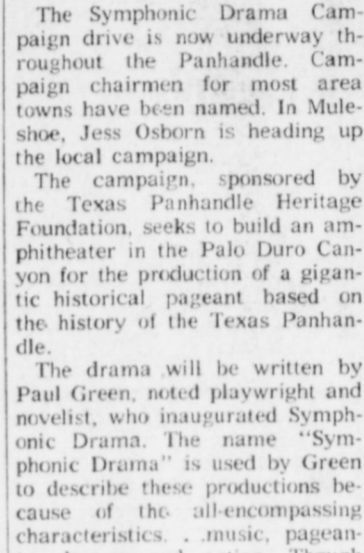 The Symphonic Drama Cam-
paign drive is now underway th-
roughout the Panhandle. Cam-
paign chairmen for most area
towns have been named. In Mule-
shoe, Jess Osborn is heading up
the local campaign.
The campaign, sponsored by
the Texas Panhandle Heritage
Foundation, seeks to build an am-
phitheater in the Palo Duro Can-
yon for the production of a gigan-
tic historical pageant based on
the history of the Texas Panhan-
dle.
The drama will be written by
Paul Green, noted playwright and
novelist, who inaugurated Symph-
onic Drama. The name "Sym-
phonic Drama" is used by Green
to describe these productions be-
cause of the all-encompassing
characteristics. . .music, pagean-